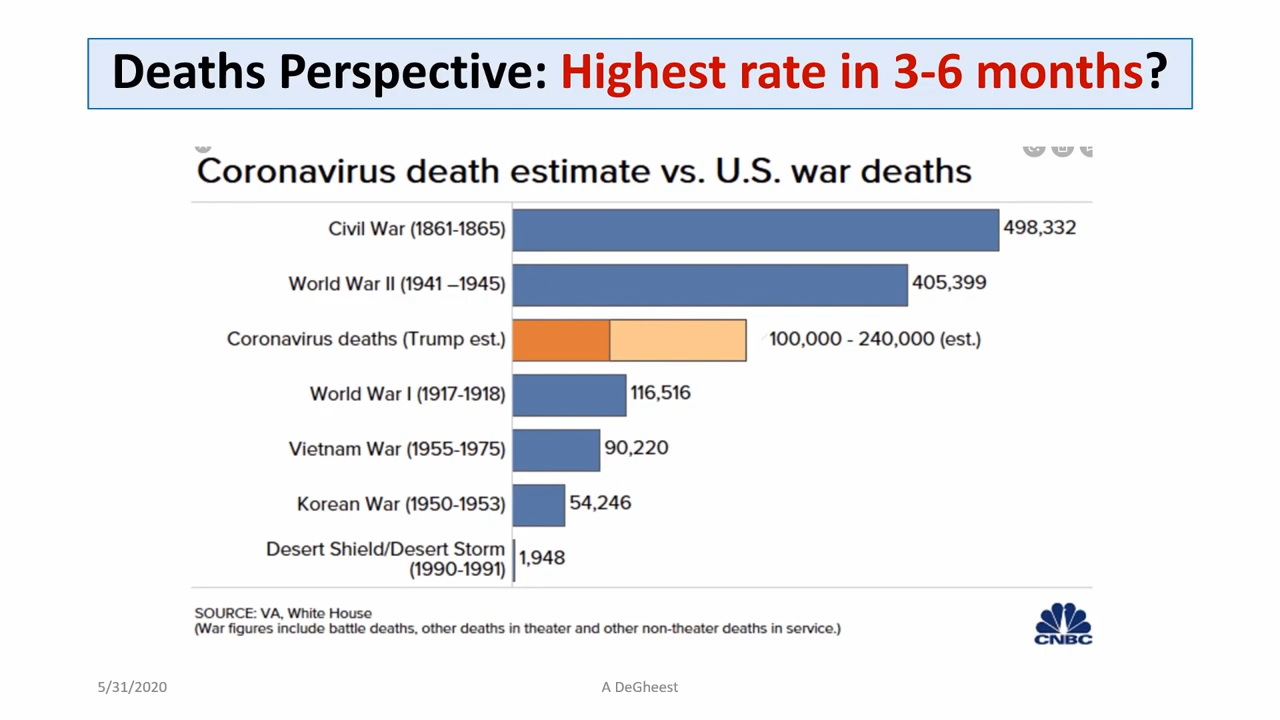 Deaths Perspective: Highest rate in 3-6 months?
Coronavirus death estimate vs. U.S. war deaths
Civil War (1861-1865) 498,332
World War II (1941 –1945) 405,399
Coronavirus deaths (Trump est.) 100,000 - 240,000 (est.)
World War I (1917-1918) 116,516
Vietnam War (1955-1975) 90,220
Korean War (1950-1953) 54,246
Desert Shield/Desert Storm
(1990-1991) 1,948
SOURCE: VA, White House
(War figures include battle deaths, other deaths in theater and other non-theater deaths in service.)
CNBC
5/31/2020 A DeGheest